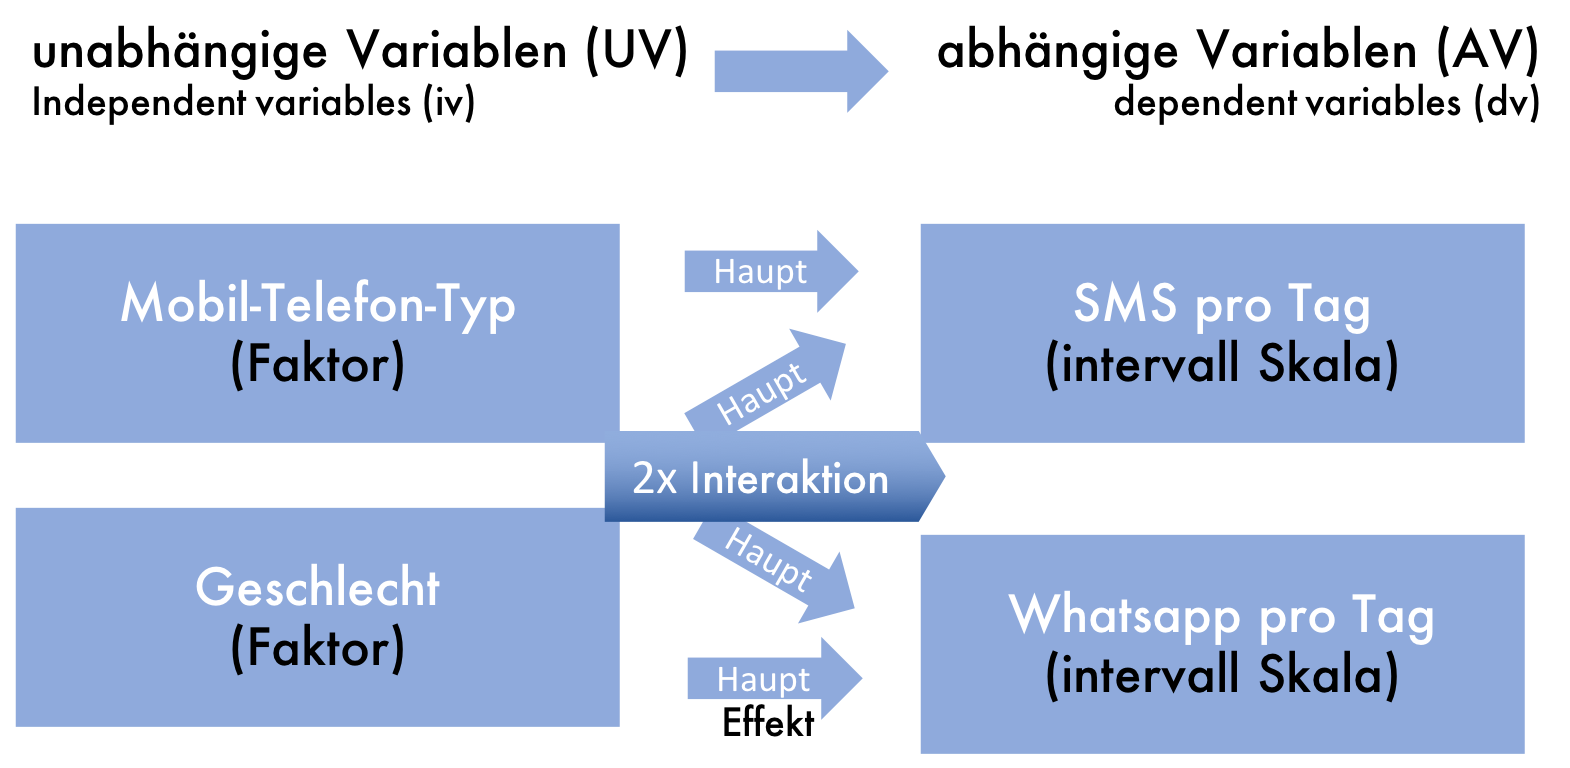 unabhängige Variablen (UV)
Independent variables (iv)
abhängige Variablen (AV)
dependent variables (dv)
Mobil-Telefon-Typ
(Faktor)
Geschlecht
(Faktor)
Haupt
Haupt
2x Interaktion
Haupt
Haupt
Effekt
SMS pro Tag
(intervall Skala)
Whatsapp pro Tag
(intervall Skala)